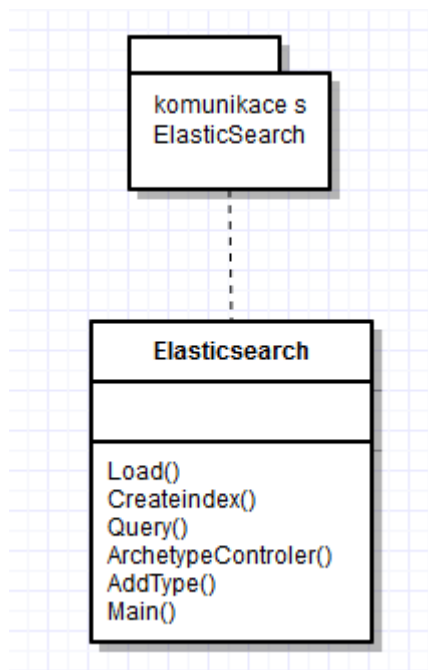 komunikace s
ElasticSearch
Elasticsearch
Load()
Createindex()
Query()
ArchetypeControler()
AddType()
Main()